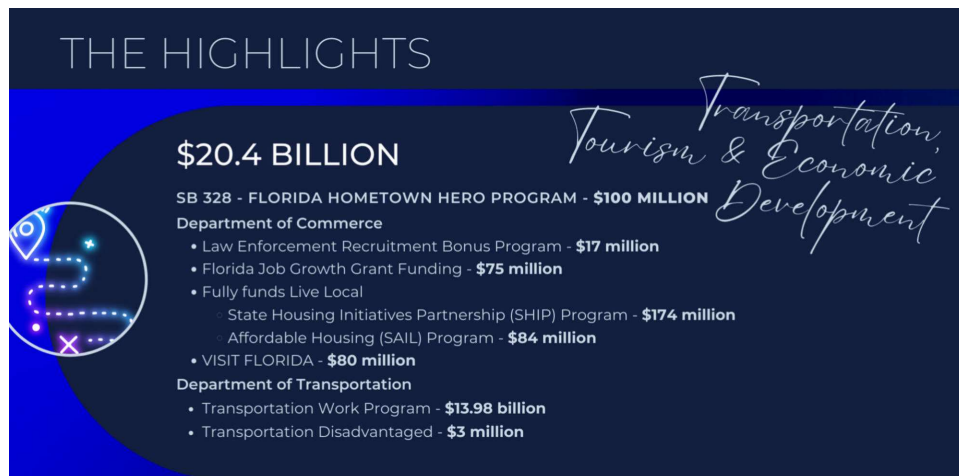 THE HIGHLIGHTS
Transportation,
Tourism & Economic
Development
$20.4 BILLION
SB 328 - FLORIDA HOMETOWN HERO PROGRAM - $100 MILLION
Department of Commerce
• Law Enforcement Recruitment Bonus Program - $17 million
• Florida Job Growth Grant Funding - $75 million
• Fully funds Live Local
○ State Housing Initiatives Partnership (SHIP) Program - $174 million
○ Affordable Housing (SAIL) Program - $84 million
• VISIT FLORIDA - $80 million
Department of Transportation
• Transportation Work Program - $13.98 billion
• Transportation Disadvantaged - $3 million